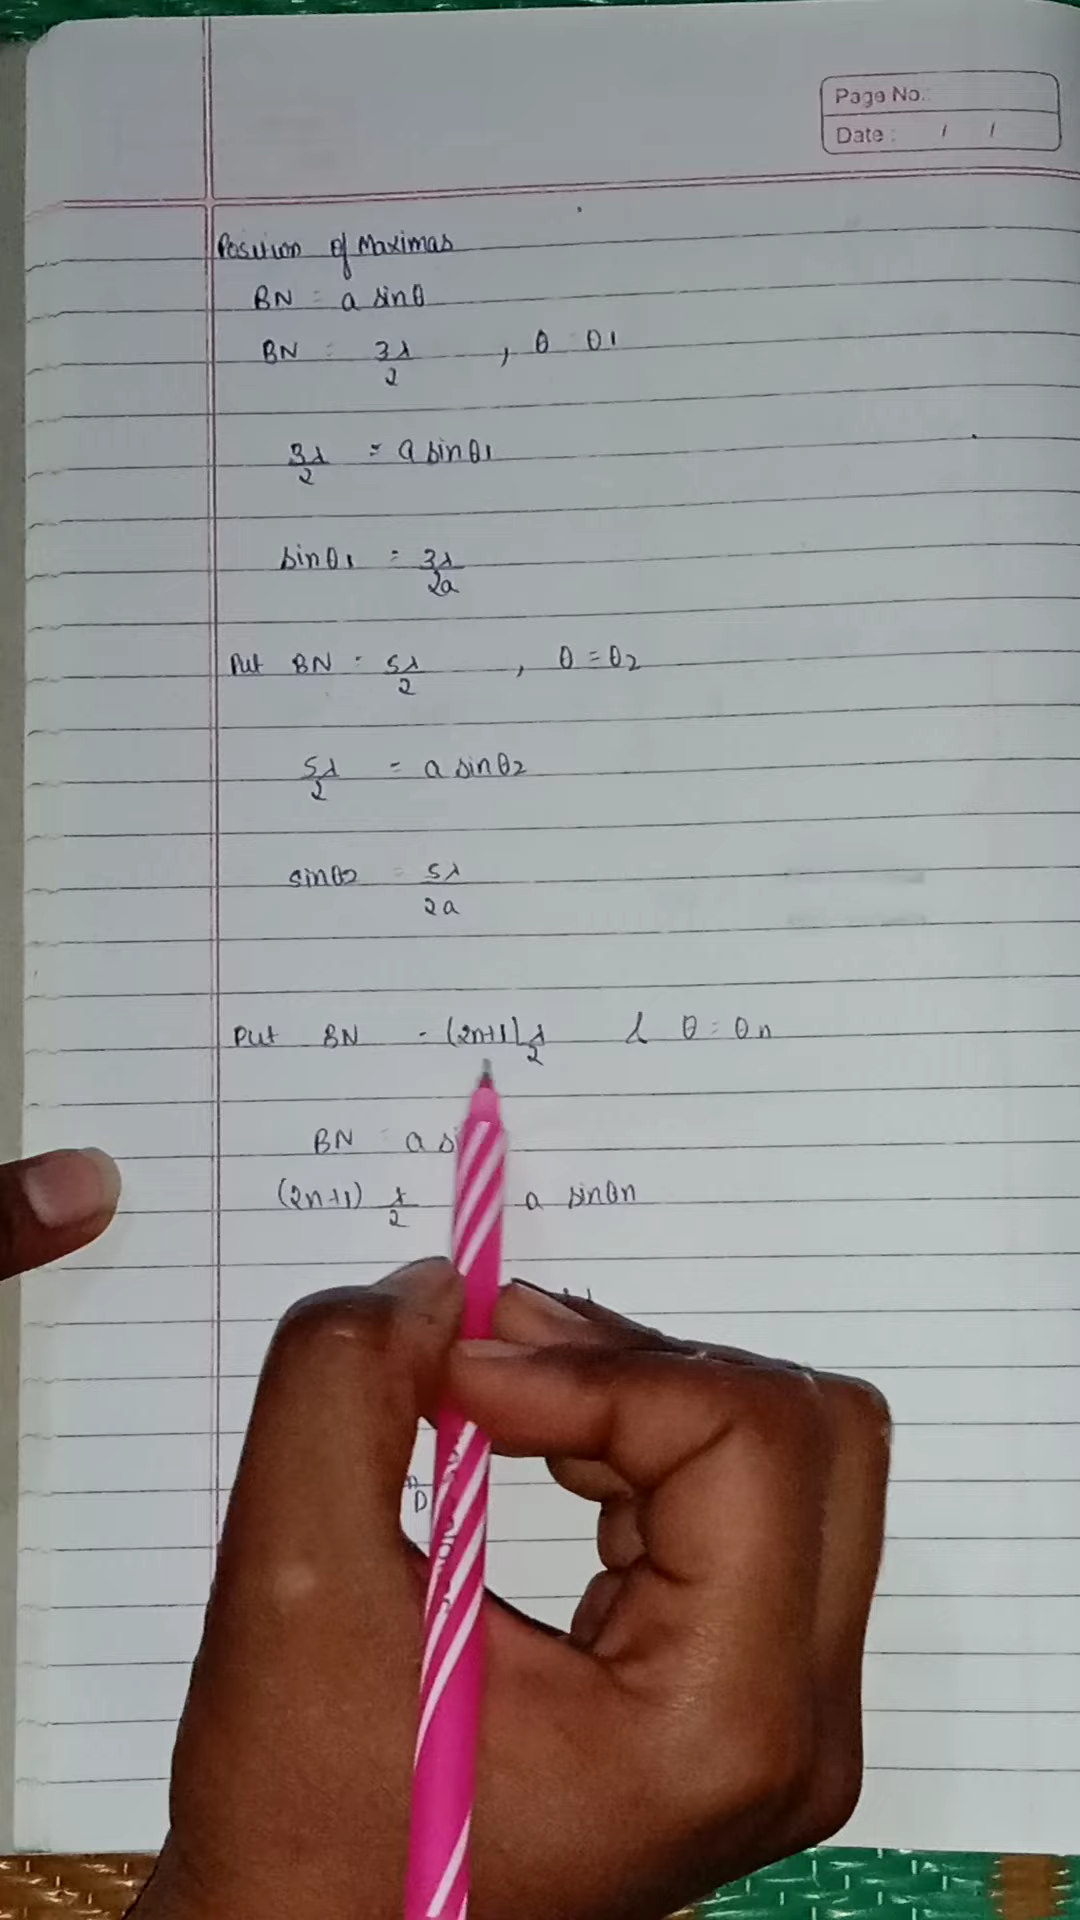 Page No.:
Date : / /
Position of Maximas
BN = a sinθ
BN = 3λ/2 , θ = θ1
3λ/2 = a sinθ1
sinθ1 = 3λ/2a
Put BN = 5λ/2 , θ = θ2
5λ/2 = a sinθ2
sinθ2 = 5λ/2a
Put BN = (2n+1)λ/2 & θ = θn
BN = a
(2n+1) λ/2 a sinθn
D